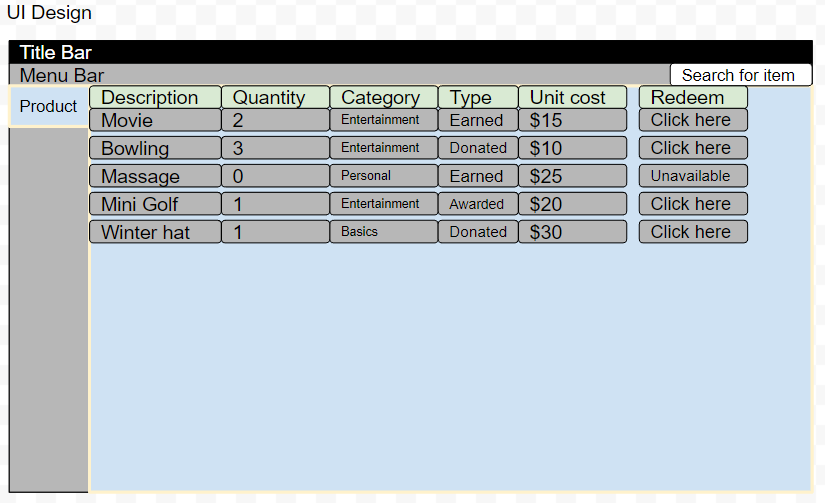 UI Design
Title Bar
Menu Bar
Search for item
Product
Description Quantity Category Type Unit cost Redeem
Movie 2 Entertainment Earned $15 Click here
Bowling 3 Entertainment Donated $10 Click here
Massage 0 Personal Earned $25 Unavailable
Mini Golf 1 Entertainment Awarded $20 Click here
Winter hat 1 Basics Donated $30 Click here